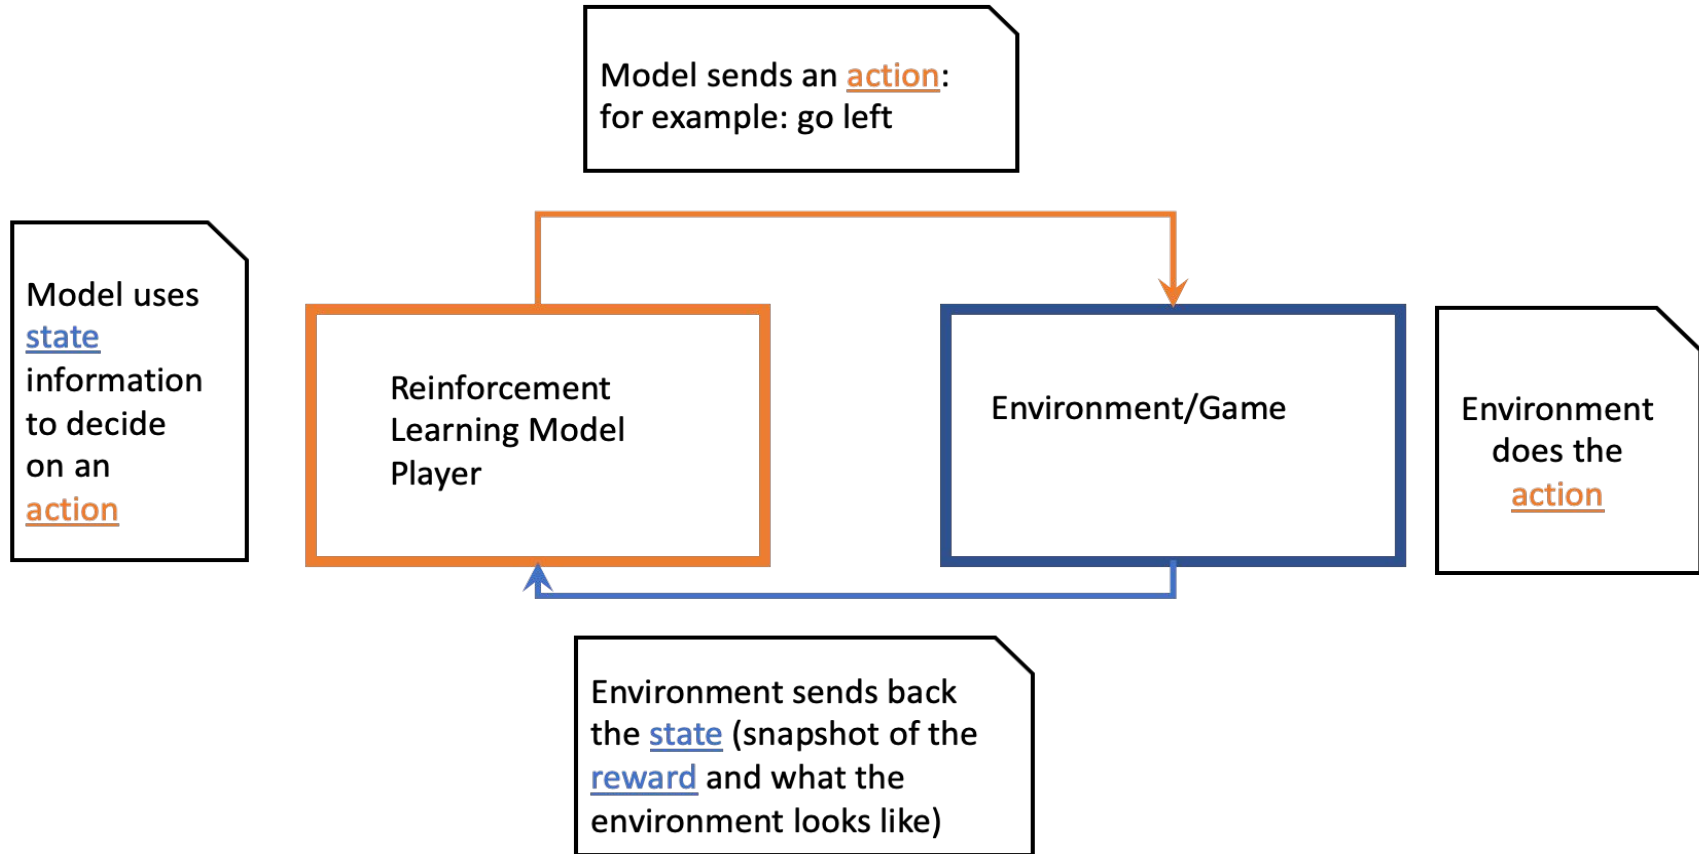 Model sends an action:
for example: go left
Model uses
state
information
to decide
on an
action
Reinforcement
Learning Model
Player
Environment/Game
Environment
does the
action
Environment sends back
the state (snapshot of the
reward and what the
environment looks like)